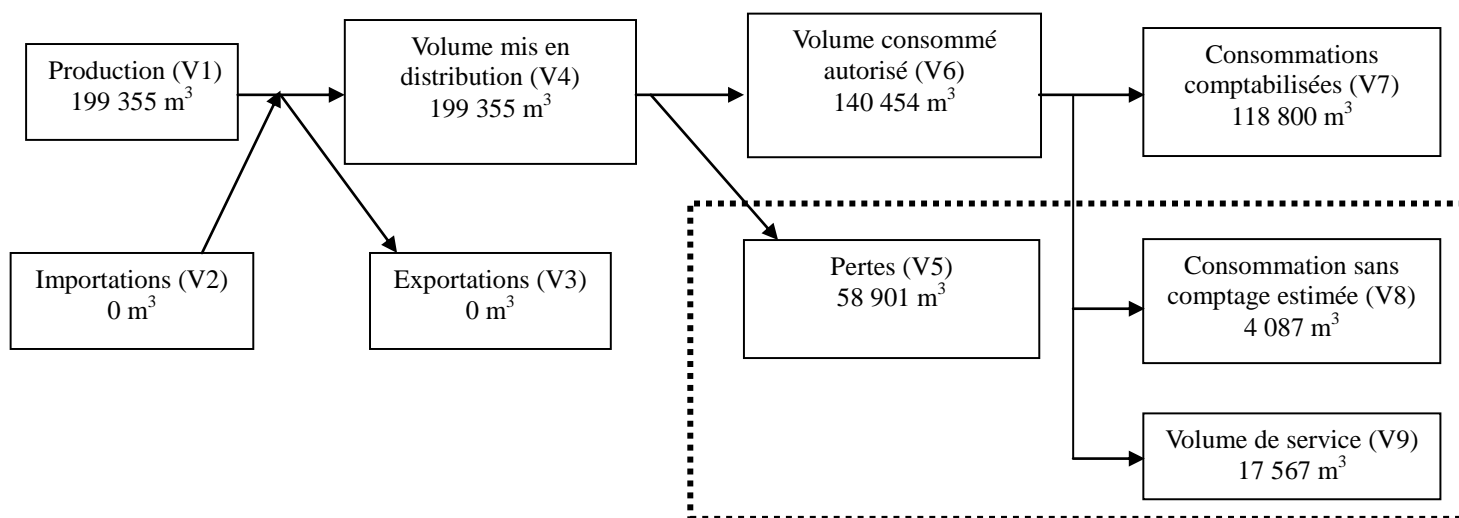 Production (V1)
199 355 m³
Volume mis en
distribution (V4)
199 355 m³
Volume consommé
autorisé (V6)
140 454 m³
Consommations
comptabilisées (V7)
118 800 m³
Importations (V2)
0 m³
Exportations (V3)
0 m³
Pertes (V5)
58 901 m³
Consommation sans
comptage estimée (V8)
4 087 m³
Volume de service (V9)
17 567 m³